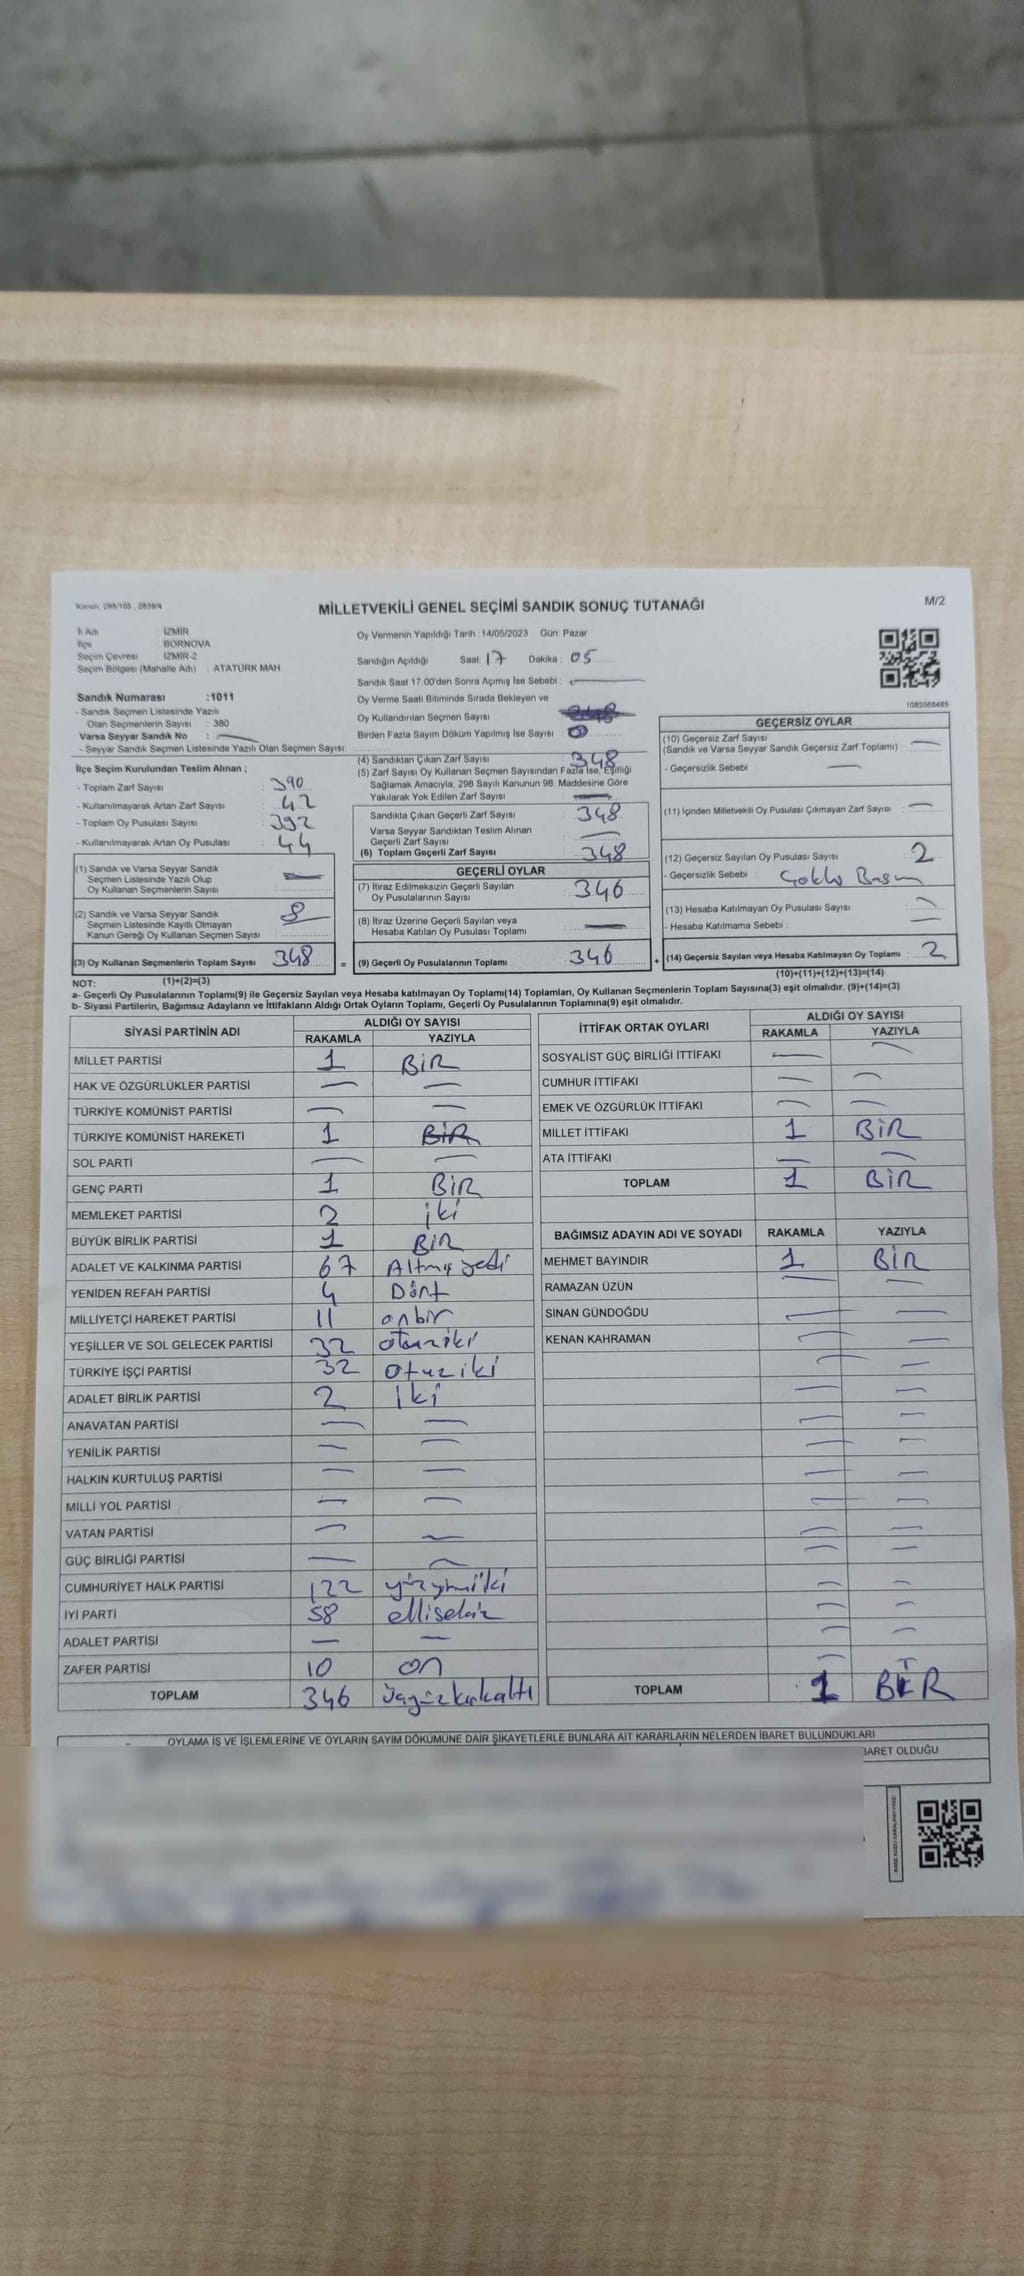 Kanun, 298/105 , 2839/4
MİLLETVEKİLİ GENEL SEÇİMİ SANDIK SONUÇ TUTANAĞI
M/2
İl Adı : İZMİR
İlçe : BORNOVA
Seçim Çevresi : İZMİR-2
Seçim Bölgesi (Mahalle Adı) : ATATÜRK MAH
Sandık Numarası :1011
- Sandık Seçmen Listesinde Yazılı
Olan Seçmenlerin Sayısı : 380
Varsa Seyyar Sandık No :
- Seyyar Sandık Seçmen Listesinde Yazılı Olan Seçmen Sayısı:
İlçe Seçim Kurulundan Teslim Alınan ;
- Toplam Zarf Sayısı : 390
- Kullanılmayarak Artan Zarf Sayısı : 42
- Toplam Oy Pusulası Sayısı : 392
- Kullanılmayarak Artan Oy Pusulası : 44
(1) Sandık ve Varsa Seyyar Sandık
Seçmen Listesinde Yazılı Olup
Oy Kullanan Seçmenlerin Sayısı :
(2) Sandık ve Varsa Seyyar Sandık
Seçmen Listesinde Kayıtlı Olmayan
Kanun Gereği Oy Kullanan Seçmen Sayısı : 8
(3) Oy Kullanan Seçmenlerin Toplam Sayısı : 348
Oy Vermenin Yapıldığı Tarih : 14/05/2023 Gün: Pazar
Sandığın Açıldığı Saat: 17 Dakika : 05
Sandık Saat 17:00'den Sonra Açımış İse Sebebi :
Oy Verme Saati Bitiminde Sırada Bekleyen ve
Oy Kullandırılan Seçmen Sayısı :
Birden Fazla Sayım Döküm Yapılmış İse Sayısı : 0
(4) Sandıktan Çıkan Zarf Sayısı : 348
(5) Zarf Sayısı Oy Kullanan Seçmen Sayısından Fazla İse, Eşitliği
Sağlamak Amacıyla, 298 Sayılı Kanunun 98. Maddesine Göre
Yakılarak Yok Edilen Zarf Sayısı :
Sandıkta Çıkan Geçerli Zarf Sayısı : 348
Varsa Seyyar Sandıktan Teslim Alınan
Geçerli Zarf Sayısı :
(6) Toplam Geçerli Zarf Sayısı : 348
GEÇERLİ OYLAR
(7) İtiraz Edilmeksizin Geçerli Sayılan
Oy Pusulalarının Sayısı : 346
(8) İtiraz Üzerine Geçerli Sayılan veya
Hesaba Katılan Oy Pusulası Toplamı :
= (9) Geçerli Oy Pusulalarının Toplamı : 346
1083568485
GEÇERSİZ OYLAR
(10) Geçersiz Zarf Sayısı :
(Sandık ve Varsa Seyyar Sandık Geçersiz Zarf Toplamı)
- Geçersizlik Sebebi :
(11) İçinden Milletvekili Oy Pusulası Çıkmayan Zarf Sayısı :
(12) Geçersiz Sayılan Oy Pusulası Sayısı : 2
- Geçersizlik Sebebi :
(13) Hesaba Katılmayan Oy Pusulası Sayısı :
- Hesaba Katılmama Sebebi :
+ (14) Geçersiz Sayılan veya Hesaba Katılmayan Oy Toplamı : 2
NOT: (1)+(2)=(3) (10)+(11)+(12)+(13)=(14)
a- Geçerli Oy Pusulalarının Toplamı(9) ile Geçersiz Sayılan veya Hesaba katılmayan Oy Toplamı(14) Toplamları, Oy Kullanan Seçmenlerin Toplam Sayısına(3) eşit olmalıdır. (9)+(14)=(3)
b- Siyasi Partilerin, Bağımsız Adayların ve İttifakların Aldığı Ortak Oyların Toplamı, Geçerli Oy Pusulalarının Toplamına(9) eşit olmalıdır.
SİYASİ PARTİNİN ADI ALDIĞI OY SAYISI
RAKAMLA YAZIYLA
MİLLET PARTİSİ 1 BİR
HAK VE ÖZGÜRLÜKLER PARTİSİ
TÜRKİYE KOMÜNİST PARTİSİ
TÜRKİYE KOMÜNİST HAREKETİ 1 BİR
SOL PARTİ
GENÇ PARTİ 1 BİR
MEMLEKET PARTİSİ 2 iki
BÜYÜK BİRLİK PARTİSİ 1 BİR
ADALET VE KALKINMA PARTİSİ 67 Altmış yedi
YENİDEN REFAH PARTİSİ 4 Dört
MİLLİYETÇİ HAREKET PARTİSİ 11 onbir
YEŞİLLER VE SOL GELECEK PARTİSİ 32 otuziki
TÜRKİYE İŞÇİ PARTİSİ 32 otuziki
ADALET BİRLİK PARTİSİ 2 iki
ANAVATAN PARTİSİ
YENİLİK PARTİSİ
HALKIN KURTULUŞ PARTİSİ
MİLLİ YOL PARTİSİ
VATAN PARTİSİ
GÜÇ BİRLİĞİ PARTİSİ
CUMHURİYET HALK PARTİSİ 122 yüzyirmiiki
İYİ PARTİ 58 ellisekiz
ADALET PARTİSİ
ZAFER PARTİSİ 10 on
TOPLAM 346 üçyüzkırkaltı
İTTİFAK ORTAK OYLARI ALDIĞI OY SAYISI
RAKAMLA YAZIYLA
SOSYALİST GÜÇ BİRLİĞİ İTTİFAKI
CUMHUR İTTİFAKI
EMEK VE ÖZGÜRLÜK İTTİFAKI
MİLLET İTTİFAKI 1 BİR
ATA İTTİFAKI
TOPLAM 1 BİR
BAĞIMSIZ ADAYIN ADI VE SOYADI RAKAMLA YAZIYLA
MEHMET BAYINDIR 1 BİR
RAMAZAN ÜZÜN
SİNAN GÜNDOĞDU
KENAN KAHRAMAN
TOPLAM 1 BİR
OYLAMA İŞ VE İŞLEMLERİNE VE OYLARIN SAYIM DÖKÜMÜNE DAİR ŞİKAYETLERLE BUNLARA AİT KARARLARIN NELERDEN İBARET BULUNDUKLARI
BARET OLDUĞU